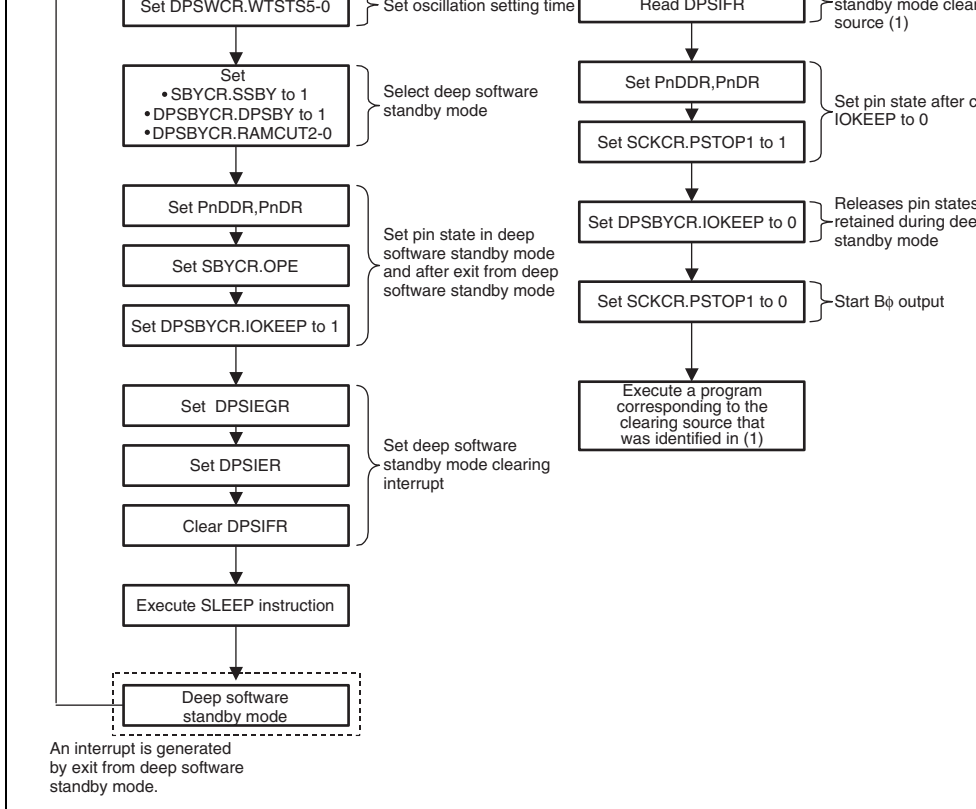 Set DPSWCR.WTSTS5-0
Set oscillation setting time
Set
• SBYCR.SSBY to 1
• DPSBYCR.DPSBY to 1
• DPSBYCR.RAMCUT2-0
Select deep software
standby mode
Set PnDDR,PnDR
Set SBYCR.OPE
Set DPSBYCR.IOKEEP to 1
Set pin state in deep
software standby mode
and after exit from deep
software standby mode
Set DPSIEGR
Set DPSIER
Clear DPSIFR
Set deep software
standby mode clearing
interrupt
Execute SLEEP instruction
Deep software
standby mode
An interrupt is generated
by exit from deep software
standby mode.
Read DPSIFR
standby mode clear
source (1)
Set PnDDR,PnDR
Set SCKCR.PSTOP1 to 1
Set pin state after c
IOKEEP to 0
Set DPSBYCR.IOKEEP to 0
Releases pin states
retained during dee
standby mode
Set SCKCR.PSTOP1 to 0
Start Bϕ output
Execute a program
corresponding to the
clearing source that
was identified in (1)